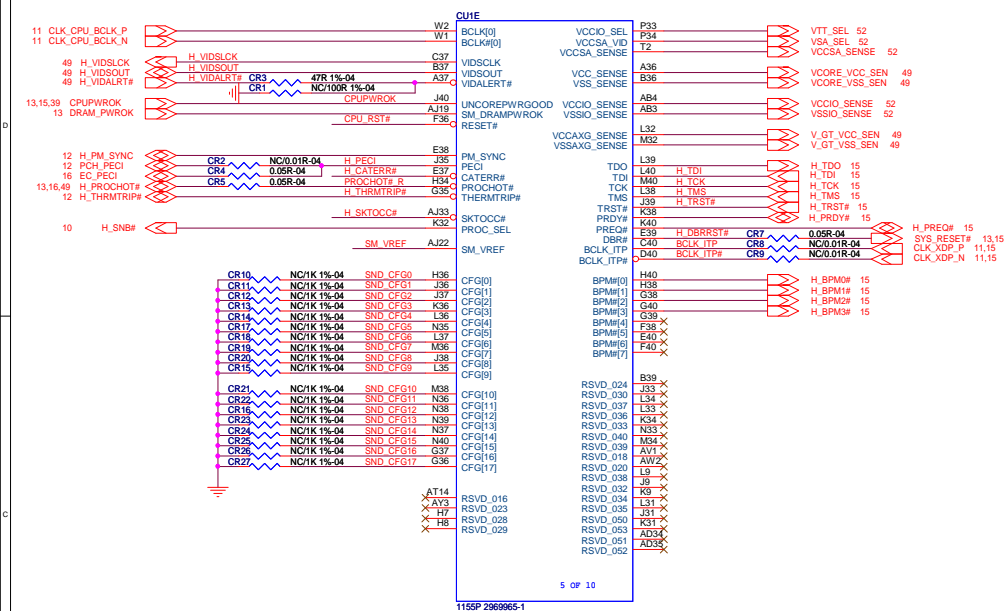 CU1E
11 CLK_CPU_BCLK_P W2 BCLK[0]
11 CLK_CPU_BCLK_N W1 BCLK#[0]
49 H_VIDSLCK H_VIDSLCK C37 VIDSCLK
49 H_VIDSOUT H_VIDSOUT B37 VIDSOUT
49 H_VIDALRT# H_VIDALRT# CR3 47R 1%-04 A37 VIDALERT#
CR1 NC/100R 1%-04
13,15,39 CPUPWROK CPUPWROK J40 UNCOREPWRGOOD
13 DRAM_PWROK AJ19 SM_DRAMPWROK
CPU_RST# F36 RESET#
12 H_PM_SYNC E38 PM_SYNC
12 PCH_PECI CR2 NC/0.01R-04 H_PECI J35 PECI
16 EC_PECI CR4 0.05R-04 H_CATERR# E37 CATERR#
13,16,49 H_PROCHOT# CR5 0.05R-04 PROCHOT#_R H34 PROCHOT#
12 H_THRMTRIP# H_THRMTRIP# G35 THERMTRIP#
H_SKTOCC# AJ33 SKTOCC#
10 H_SNB# K32 PROC_SEL
SM_VREF AJ22 SM_VREF
CR10 NC/1K 1%-04 SND_CFG0 H36 CFG[0]
CR11 NC/1K 1%-04 SND_CFG1 J36 CFG[1]
CR12 NC/1K 1%-04 SND_CFG2 J37 CFG[2]
CR13 NC/1K 1%-04 SND_CFG3 K36 CFG[3]
CR14 NC/1K 1%-04 SND_CFG4 L36 CFG[4]
CR17 NC/1K 1%-04 SND_CFG5 N35 CFG[5]
CR18 NC/1K 1%-04 SND_CFG6 L37 CFG[6]
CR19 NC/1K 1%-04 SND_CFG7 M36 CFG[7]
CR20 NC/1K 1%-04 SND_CFG8 J38 CFG[8]
CR15 NC/1K 1%-04 SND_CFG9 L35 CFG[9]
CR21 NC/1K 1%-04 SND_CFG10 M38 CFG[10]
CR22 NC/1K 1%-04 SND_CFG11 N36 CFG[11]
CR16 NC/1K 1%-04 SND_CFG12 N38 CFG[12]
CR23 NC/1K 1%-04 SND_CFG13 N39 CFG[13]
CR24 NC/1K 1%-04 SND_CFG14 N37 CFG[14]
CR25 NC/1K 1%-04 SND_CFG15 N40 CFG[15]
CR26 NC/1K 1%-04 SND_CFG16 G37 CFG[16]
CR27 NC/1K 1%-04 SND_CFG17 G36 CFG[17]
AT14 RSVD_016
AY3 RSVD_023
H7 RSVD_028
H8 RSVD_029
VCCIO_SEL P33 VTT_SEL 52
VCCSA_VID P34 VSA_SEL 52
VCCSA_SENSE T2 VCCSA_SENSE 52
VCC_SENSE A36 VCORE_VCC_SEN 49
VSS_SENSE B36 VCORE_VSS_SEN 49
VCCIO_SENSE AB4 VCCIO_SENSE 52
VSSIO_SENSE AB3 VSSIO_SENSE 52
VCCAXG_SENSE L32 V_GT_VCC_SEN 49
VSSAXG_SENSE M32 V_GT_VSS_SEN 49
TDO L39 H_TDO 15
TDI L40 H_TDI H_TDI 15
TCK M40 H_TCK H_TCK 15
TMS L38 H_TMS H_TMS 15
TRST# J39 H_TRST# H_TRST# 15
PRDY# K38 H_PRDY# 15
PREQ# K40 H_PREQ# 15
DBR# E39 H_DBRRST# CR7 0.05R-04 SYS_RESET# 13,15
BCLK_ITP C40 BCLK_ITP CR8 NC/0.01R-04 CLK_XDP_P 11,15
BCLK_ITP# D40 BCLK_ITP# CR9 NC/0.01R-04 CLK_XDP_N 11,15
BPM#[0] H40 H_BPM0# 15
BPM#[1] H38 H_BPM1# 15
BPM#[2] G38 H_BPM2# 15
BPM#[3] G40 H_BPM3# 15
BPM#[4] G39
BPM#[5] F38
BPM#[6] E40
BPM#[7] F40
RSVD_024 B39
RSVD_030 J33
RSVD_037 L34
RSVD_036 L33
RSVD_033 K34
RSVD_040 N33
RSVD_039 M34
RSVD_018 AV1
RSVD_020 AW2
RSVD_038 L9
RSVD_032 J9
RSVD_034 K9
RSVD_035 L31
RSVD_050 J31
RSVD_053 K31
RSVD_051 AD34
RSVD_052 AD35
5 OF 10
1155P 2969965-1
D
C